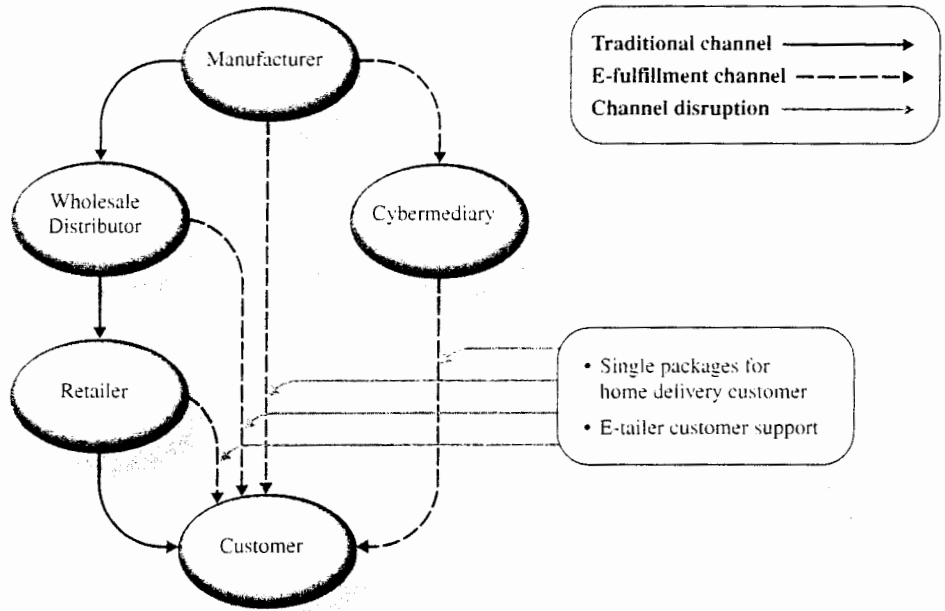 Manufacturer
Traditional channel
E-fulfillment channel
Channel disruption
Wholesale
Distributor
Cybermediary
Retailer
• Single packages for
home delivery customer
• E-tailer customer support
Customer